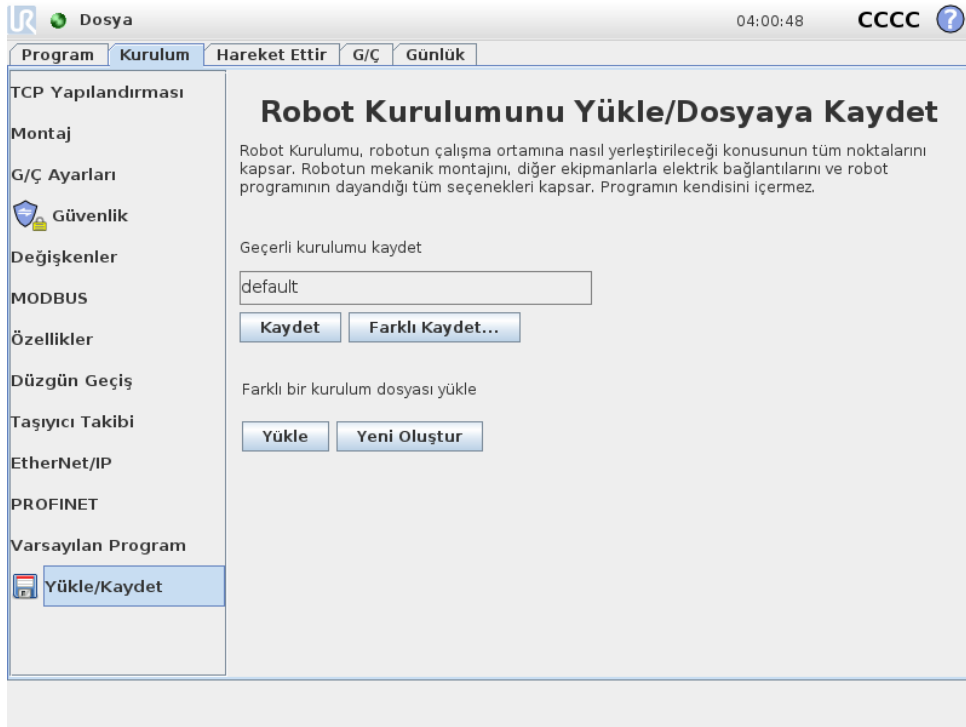 UR Dosya 04:00:48 CCCC ?
Program Kurulum Hareket Ettir G/Ç Günlük
TCP Yapılandırması
Montaj
G/Ç Ayarları
Güvenlik
Değişkenler
MODBUS
Özellikler
Düzgün Geçiş
Taşıyıcı Takibi
EtherNet/IP
PROFINET
Varsayılan Program
Yükle/Kaydet
Robot Kurulumunu Yükle/Dosyaya Kaydet
Robot Kurulumu, robotun çalışma ortamına nasıl yerleştirileceği konusunun tüm noktalarını
kapsar. Robotun mekanik montajını, diğer ekipmanlarla elektrik bağlantılarını ve robot
programının dayandığı tüm seçenekleri kapsar. Programın kendisini içermez.
Geçerli kurulumu kaydet
default
Kaydet Farklı Kaydet...
Farklı bir kurulum dosyası yükle
Yükle Yeni Oluştur